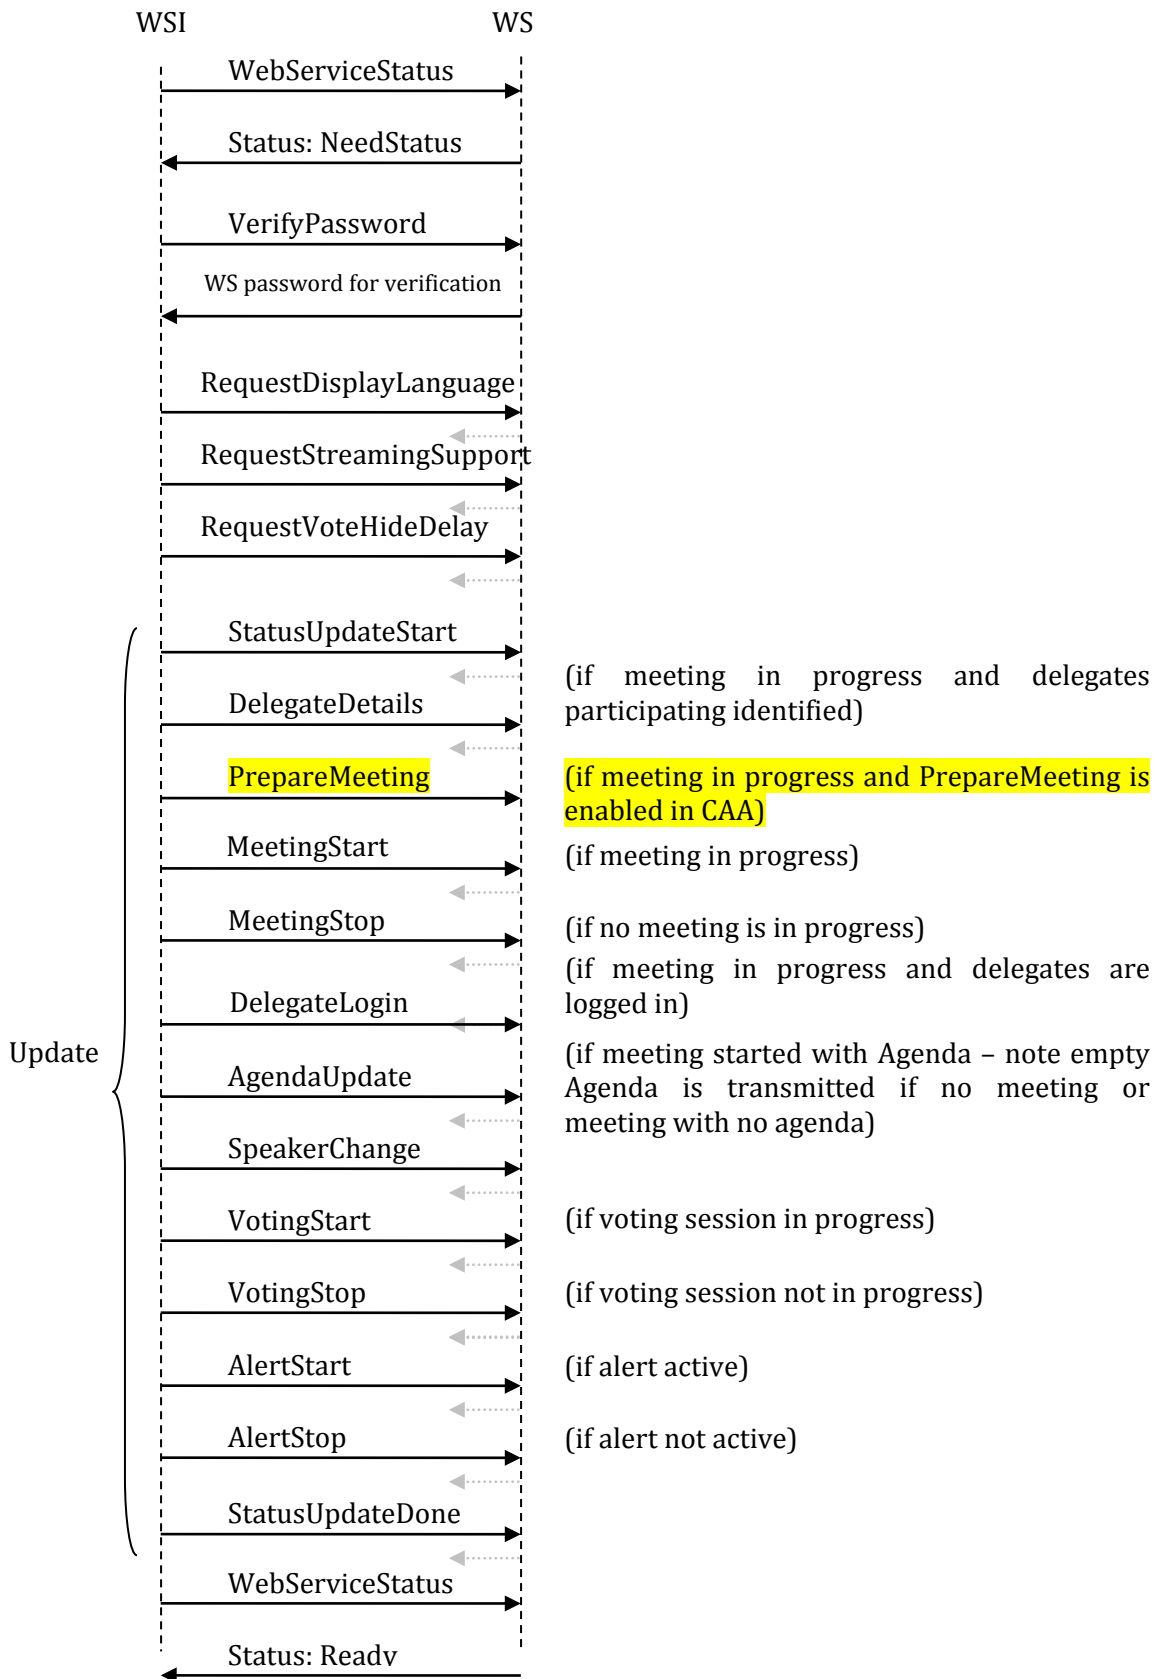 WSI WS
WebServiceStatus
Status: NeedStatus
VerifyPassword
WS password for verification
RequestDisplayLanguage
RequestStreamingSupport
RequestVoteHideDelay
StatusUpdateStart
(if meeting in progress and delegates
participating identified)
DelegateDetails
PrepareMeeting
(if meeting in progress and PrepareMeeting is
enabled in CAA)
MeetingStart
(if meeting in progress)
MeetingStop
(if no meeting is in progress)
(if meeting in progress and delegates are
logged in)
DelegateLogin
Update
(if meeting started with Agenda – note empty
Agenda is transmitted if no meeting or
meeting with no agenda)
AgendaUpdate
SpeakerChange
VotingStart
(if voting session in progress)
VotingStop
(if voting session not in progress)
AlertStart
(if alert active)
AlertStop
(if alert not active)
StatusUpdateDone
WebServiceStatus
Status: Ready